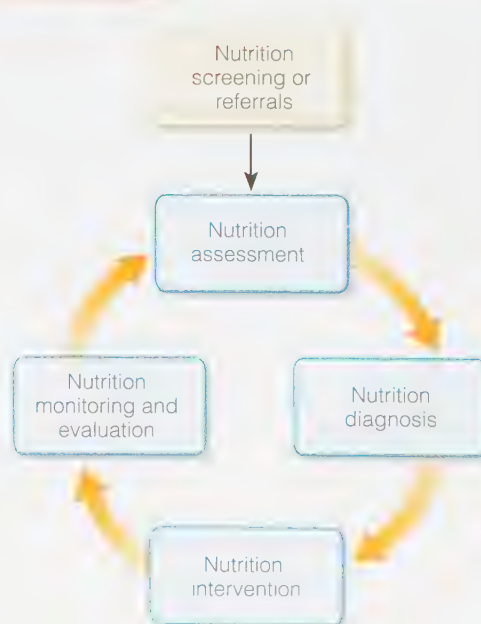 Nutrition
screening or
referrals
Nutrition
assessment
Nutrition
diagnosis
Nutrition
intervention
Nutrition
monitoring and
evaluation